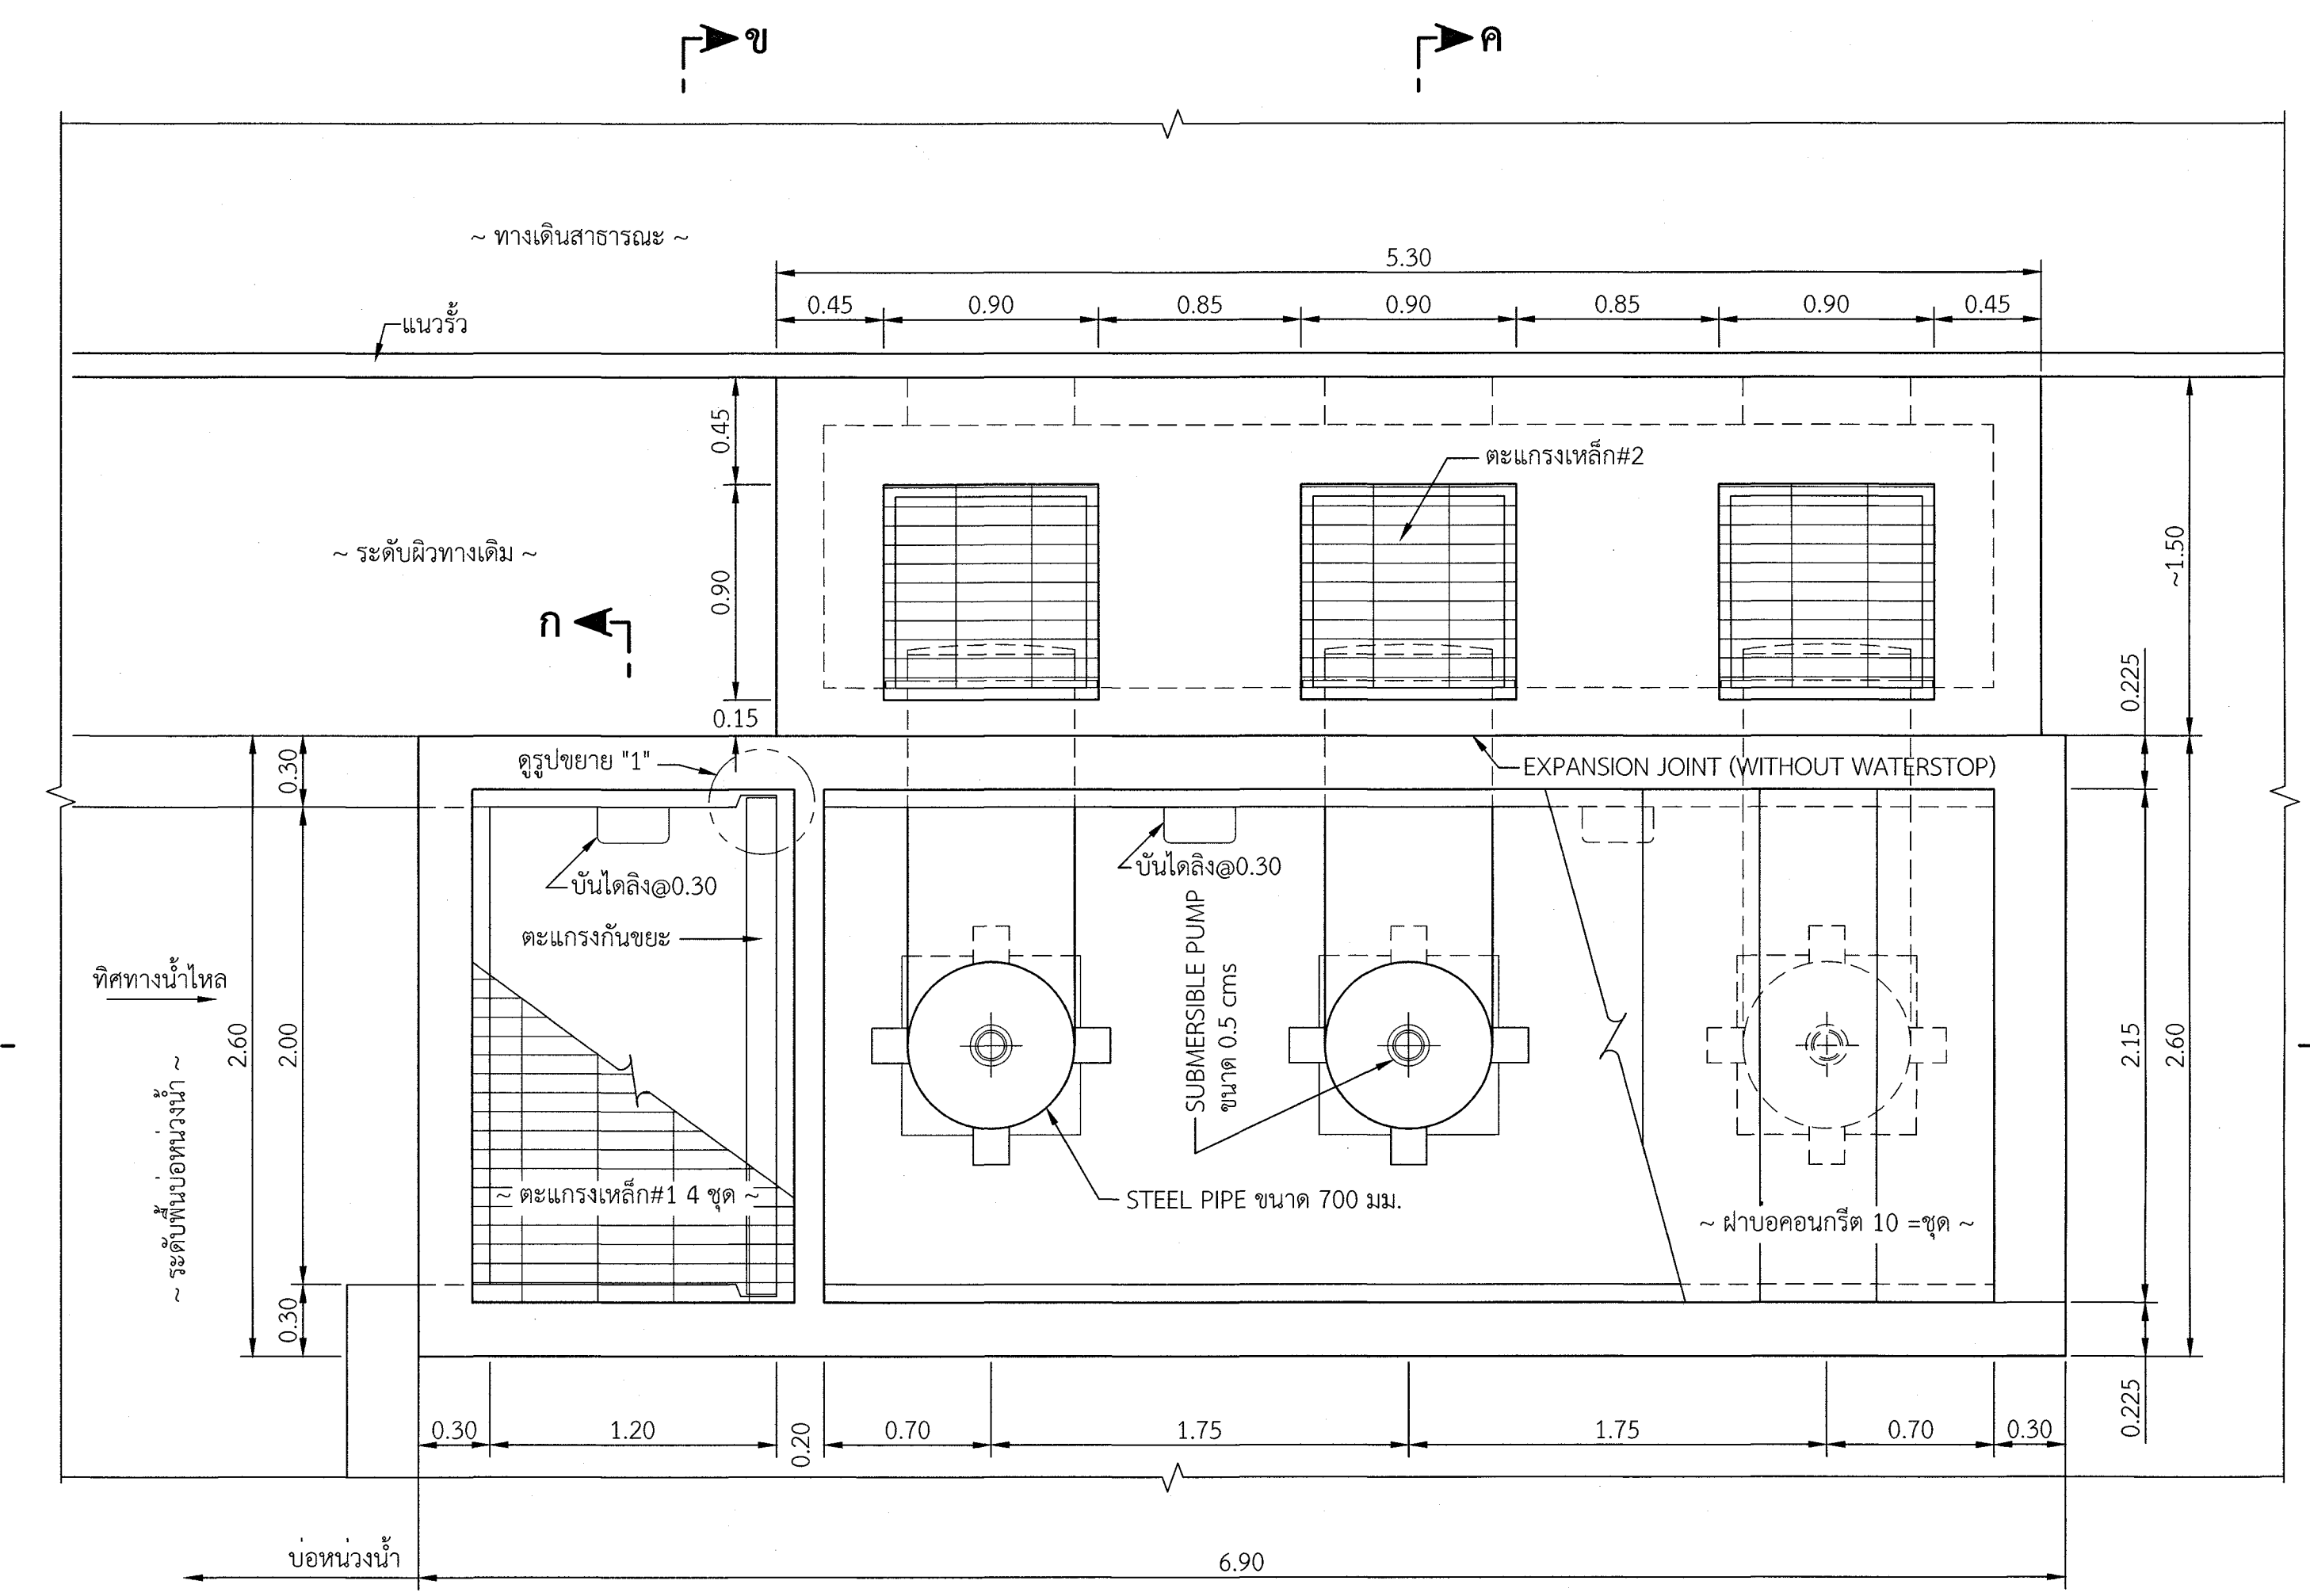 ข
ค
~ ทางเดินสาธารณะ ~
5.30
0.45
0.90
0.85
0.90
0.85
0.90
0.45
แนวรั้ว
0.45
ตะแกรงเหล็ก#2
~ ระดับผิวทางเดิม ~
0.90
~1.50
ก
0.225
0.15
0.30
ดูรูปขยาย "1"
EXPANSION JOINT (WITHOUT WATERSTOP)
บันไดลิง@0.30
บันไดลิง@0.30
ตะแกรงกันขยะ
SUBMERSIBLE PUMP
ขนาด 0.5 cms
ทิศทางน้ำไหล
2.60
2.00
2.15
2.60
~ ระดับพื้นบ่อหน่วงน้ำ ~
~ ตะแกรงเหล็ก#1 4 ชุด ~
STEEL PIPE ขนาด 700 มม.
~ ฝาบอคอนกรีต 10 =ชุด ~
0.30
0.225
0.30
1.20
0.20
0.70
1.75
1.75
0.70
0.30
บ่อหน่วงน้ำ
6.90